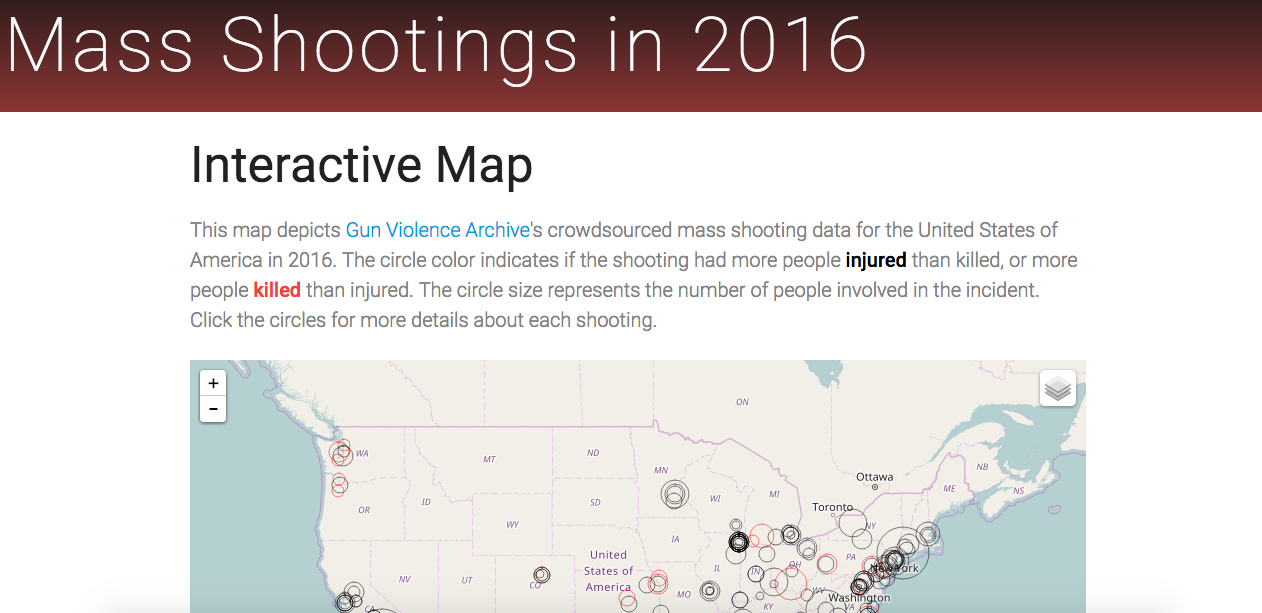 Mass Shootings in 2016
Interactive Map
This map depicts Gun Violence Archive's crowdsourced mass shooting data for the United States of
America in 2016. The circle color indicates if the shooting had more people injured than killed, or more
people killed than injured. The circle size represents the number of people involved in the incident.
Click the circles for more details about each shooting.
+
-
ON
WA
MT
ND
MN
Ottawa
NB
ME
NS
OR
ID
SD
WI
MI
Toronto
NY
WY
IA
PA
United
States of
America
NV
UT
CO
IL
IN
OH
New York
MO
WV
Washington
CA
KY
VA